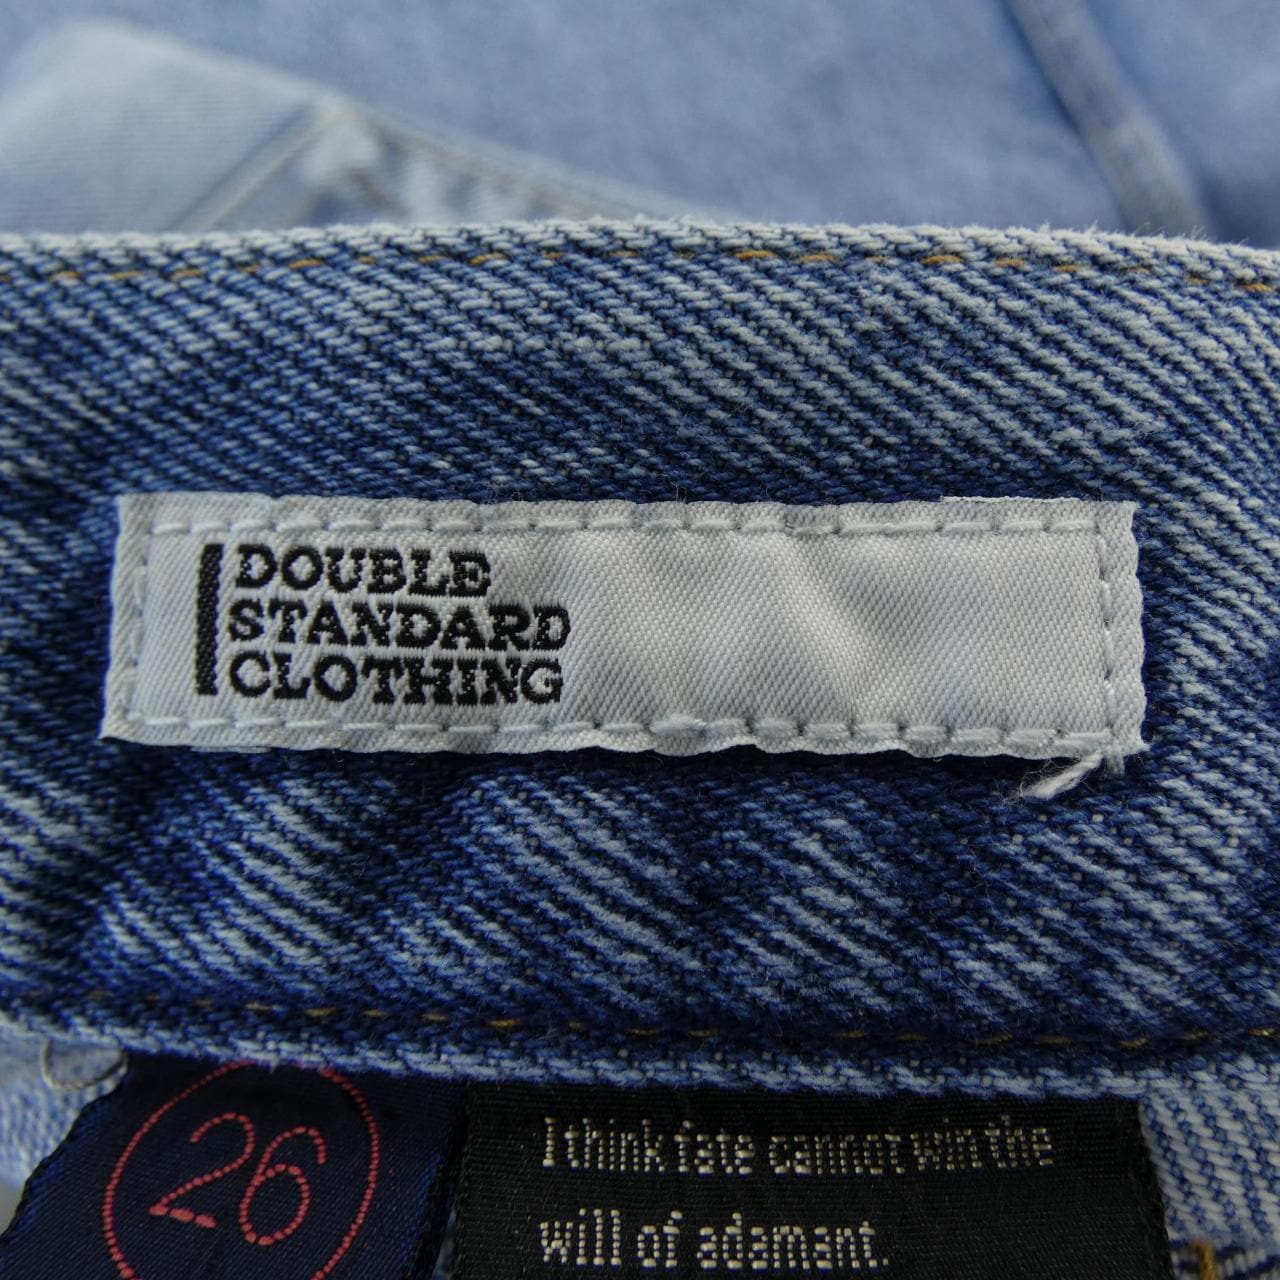 DOUBLE
STANDARD
CLOTHING
26
I think fate cannot win the
will of adamant.